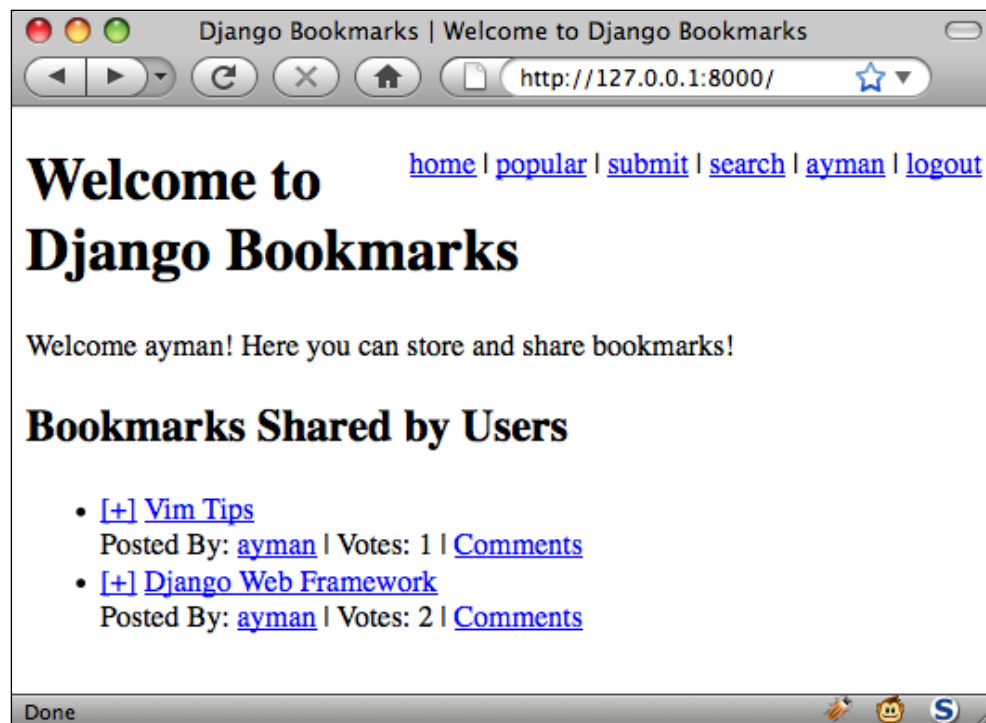 Django Bookmarks | Welcome to Django Bookmarks
http://127.0.0.1:8000/
home | popular | submit | search | ayman | logout
Welcome to
Django Bookmarks
Welcome ayman! Here you can store and share bookmarks!
Bookmarks Shared by Users
• [+] Vim Tips
Posted By: ayman | Votes: 1 | Comments
• [+] Django Web Framework
Posted By: ayman | Votes: 2 | Comments
Done
S